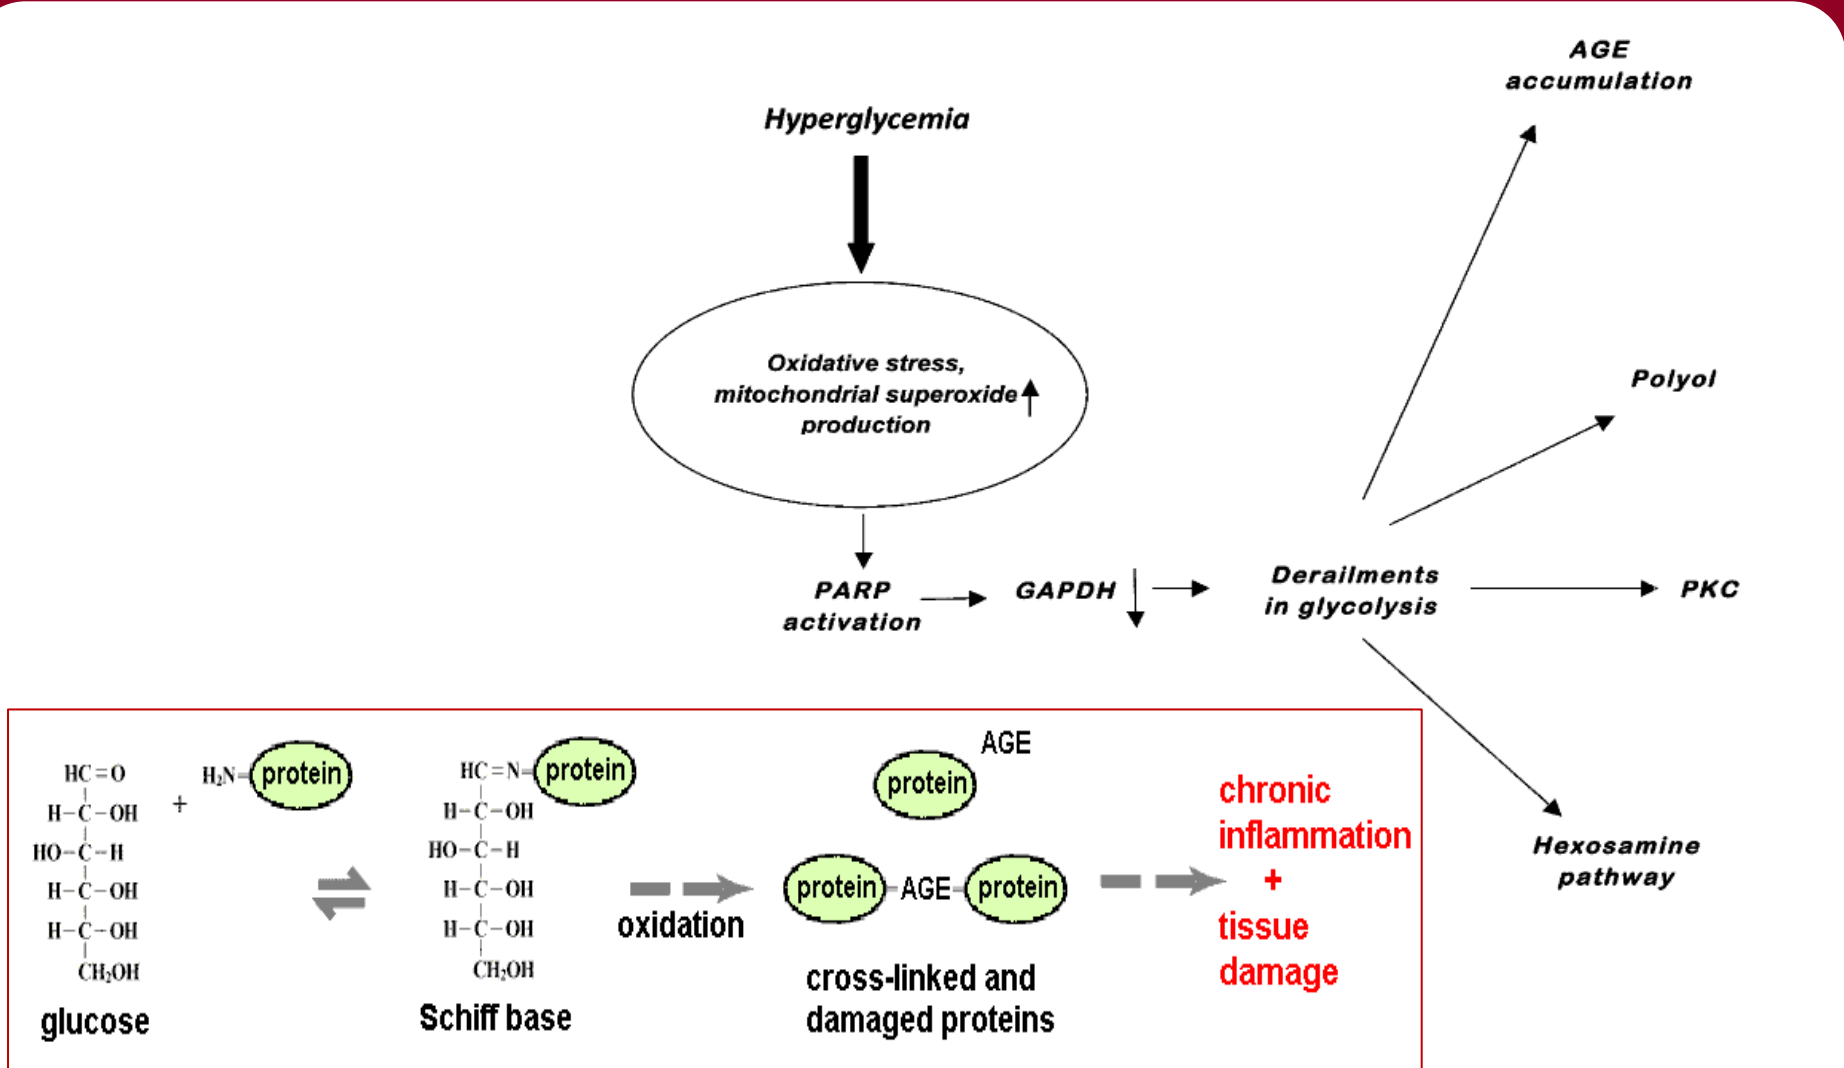 AGE
accumulation
Hyperglycemia
Oxidative stress,
mitochondrial superoxide
production
Polyol
PARP
activation
GAPDH
Derailments
in glycolysis
PKC
Hexosamine
pathway
HC=O
H-C-OH
HO-C-H
H-C-OH
H-C-OH
CH₂OH
glucose
+
H₂N-protein
HC=N-protein
H-C-OH
HO-C-H
H-C-OH
H-C-OH
CH₂OH
Schiff base
oxidation
protein AGE
protein-AGE-protein
cross-linked and
damaged proteins
chronic
inflammation
+
tissue
damage